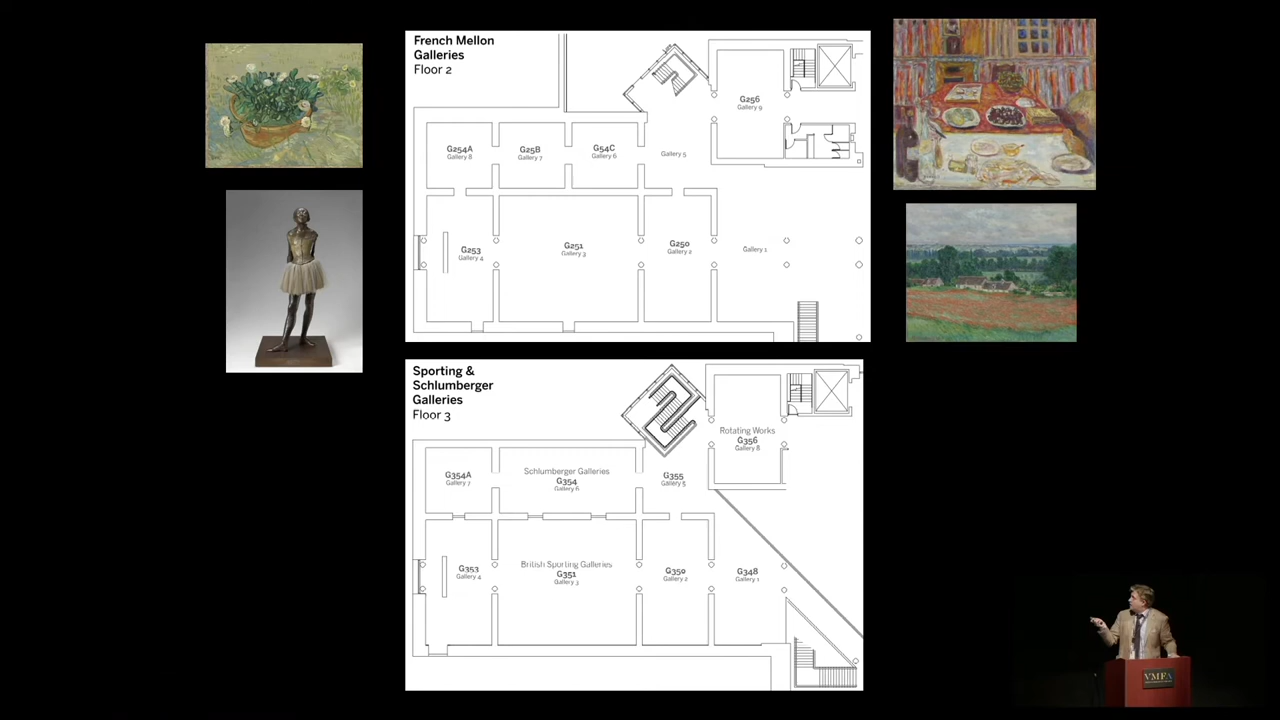 French Mellon
Galleries
Floor 2
G256
Gallery 9
G254A
Gallery 8
G25B
Gallery 7
G54C
Gallery 6
Gallery 5
G253
Gallery 4
G251
Gallery 3
G250
Gallery 2
Gallery 1
Sporting &
Schlumberger
Galleries
Floor 3
Rotating Works
G356
Gallery 8
G354A
Gallery 7
Schlumberger Galleries
G354
Gallery 6
G355
Gallery 5
G353
Gallery 4
British Sporting Galleries
G351
Gallery 3
G350
Gallery 2
G348
Gallery 1
VMFA